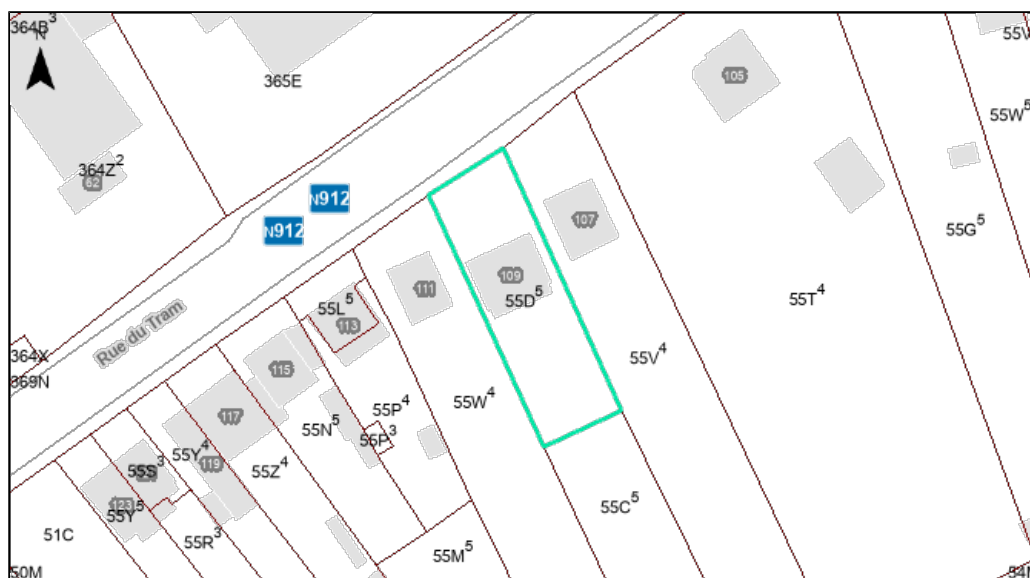 364B³
N
365E
55V
105
55W⁵
364Z²
62
N912
N912
107
55G⁵
109
55D⁵
111
55T⁴
55L⁵
113
Rue du Tram
364X
369N
115
55V⁴
55W⁴
55P⁴
117
55N⁵
55P³
55Y⁴
119
55S³
55Z⁴
123
55Y⁵
55C⁵
51C
55R³
55M⁵
50M